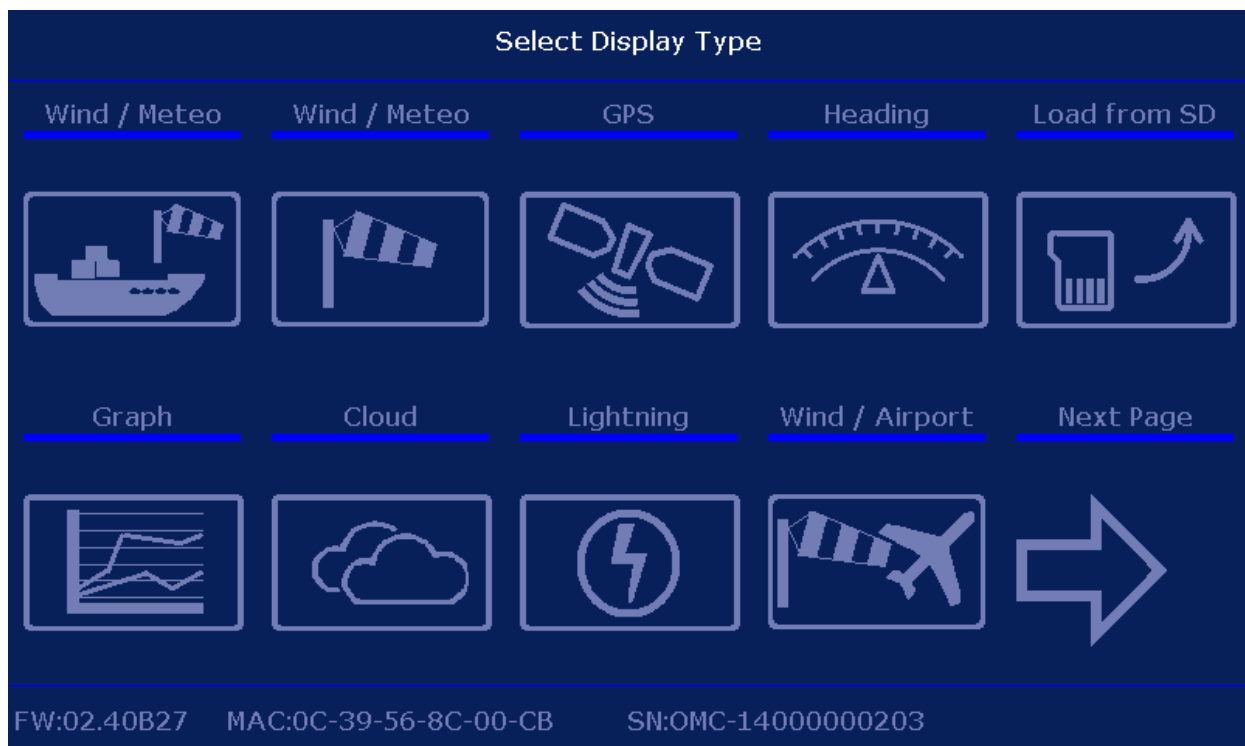 Select Display Type
Wind / Meteo Wind / Meteo GPS Heading Load from SD
Graph Cloud Lightning Wind / Airport Next Page
FW:02.40B27 MAC:0C-39-56-8C-00-CB SN:OMC-14000000203